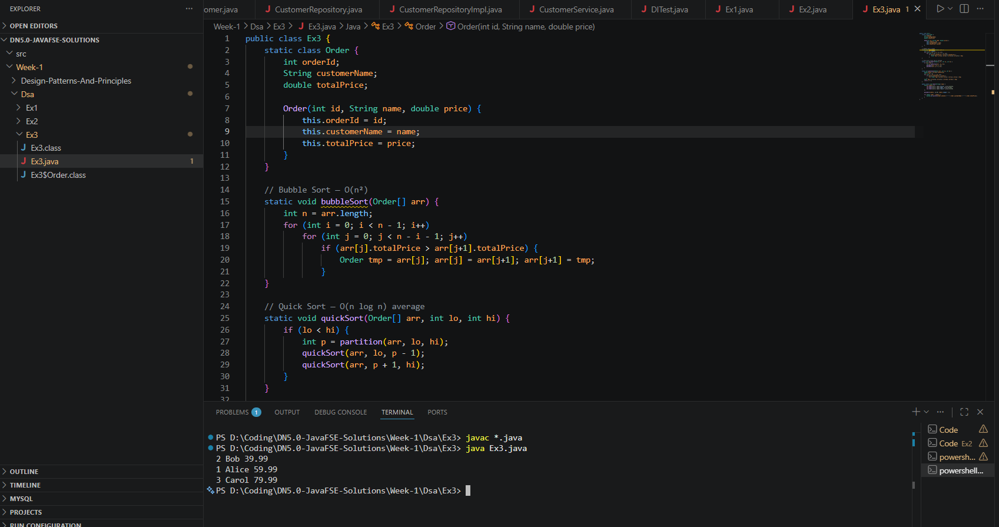 EXPLORER ···
omer.java CustomerRepository.java CustomerRepositoryImpl.java CustomerService.java DITest.java Ex1.java Ex2.java Ex3.java 1
OPEN EDITORS
DN5.0-JAVAFSE-SOLUTIONS
src
Week-1
Design-Patterns-And-Principles
Dsa
Ex1
Ex2
Ex3
Ex3.class
Ex3.java 1
Ex3$Order.class
OUTLINE
TIMELINE
MYSQL
PROJECTS
RUN CONFIGURATION
Week-1 > Dsa > Ex3 > Ex3.java > Java > Ex3 > Order > Order(int id, String name, double price)
1 public class Ex3 {
2 static class Order {
3 int orderId;
4 String customerName;
5 double totalPrice;
6
7 Order(int id, String name, double price) {
8 this.orderId = id;
9 this.customerName = name;
10 this.totalPrice = price;
11 }
12 }
13
14 // Bubble Sort – O(n²)
15 static void bubbleSort(Order[] arr) {
16 int n = arr.length;
17 for (int i = 0; i < n - 1; i++)
18 for (int j = 0; j < n - i - 1; j++)
19 if (arr[j].totalPrice > arr[j+1].totalPrice) {
20 Order tmp = arr[j]; arr[j] = arr[j+1]; arr[j+1] = tmp;
21 }
22 }
23
24 // Quick Sort – O(n log n) average
25 static void quickSort(Order[] arr, int lo, int hi) {
26 if (lo < hi) {
27 int p = partition(arr, lo, hi);
28 quickSort(arr, lo, p - 1);
29 quickSort(arr, p + 1, hi);
30 }
31 }
32
PROBLEMS 1 OUTPUT DEBUG CONSOLE TERMINAL PORTS
PS D:\Coding\DN5.0-JavaFSE-Solutions\Week-1\Dsa\Ex3> javac *.java
PS D:\Coding\DN5.0-JavaFSE-Solutions\Week-1\Dsa\Ex3> java Ex3.java
2 Bob 39.99
1 Alice 59.99
3 Carol 79.99
PS D:\Coding\DN5.0-JavaFSE-Solutions\Week-1\Dsa\Ex3>
Code
Code Ex2
powersh...
powershell...